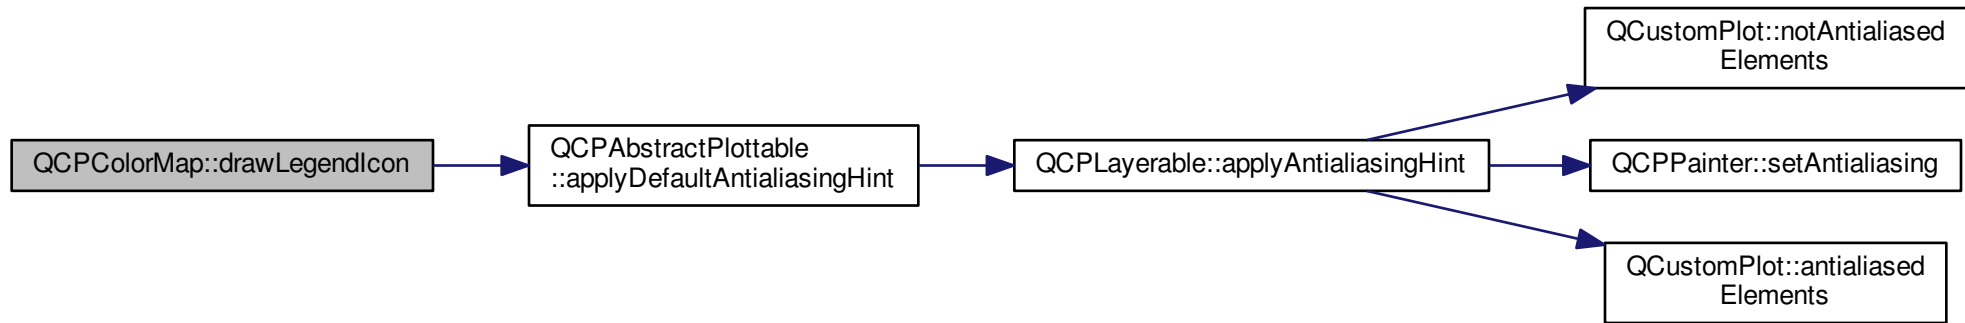 QCPColorMap::drawLegendIcon
QCPAbstractPlottable
::applyDefaultAntialiasingHint
QCPLayerable::applyAntialiasingHint
QCustomPlot::notAntialiased
Elements
QCPPainter::setAntialiasing
QCustomPlot::antialiased
Elements